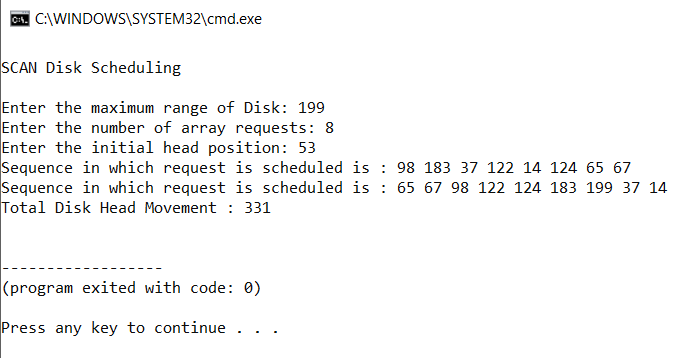 C:\WINDOWS\SYSTEM32\cmd.exe
SCAN Disk Scheduling
Enter the maximum range of Disk: 199
Enter the number of array requests: 8
Enter the initial head position: 53
Sequence in which request is scheduled is : 98 183 37 122 14 124 65 67
Sequence in which request is scheduled is : 65 67 98 122 124 183 199 37 14
Total Disk Head Movement : 331
------------------
(program exited with code: 0)
Press any key to continue . . .